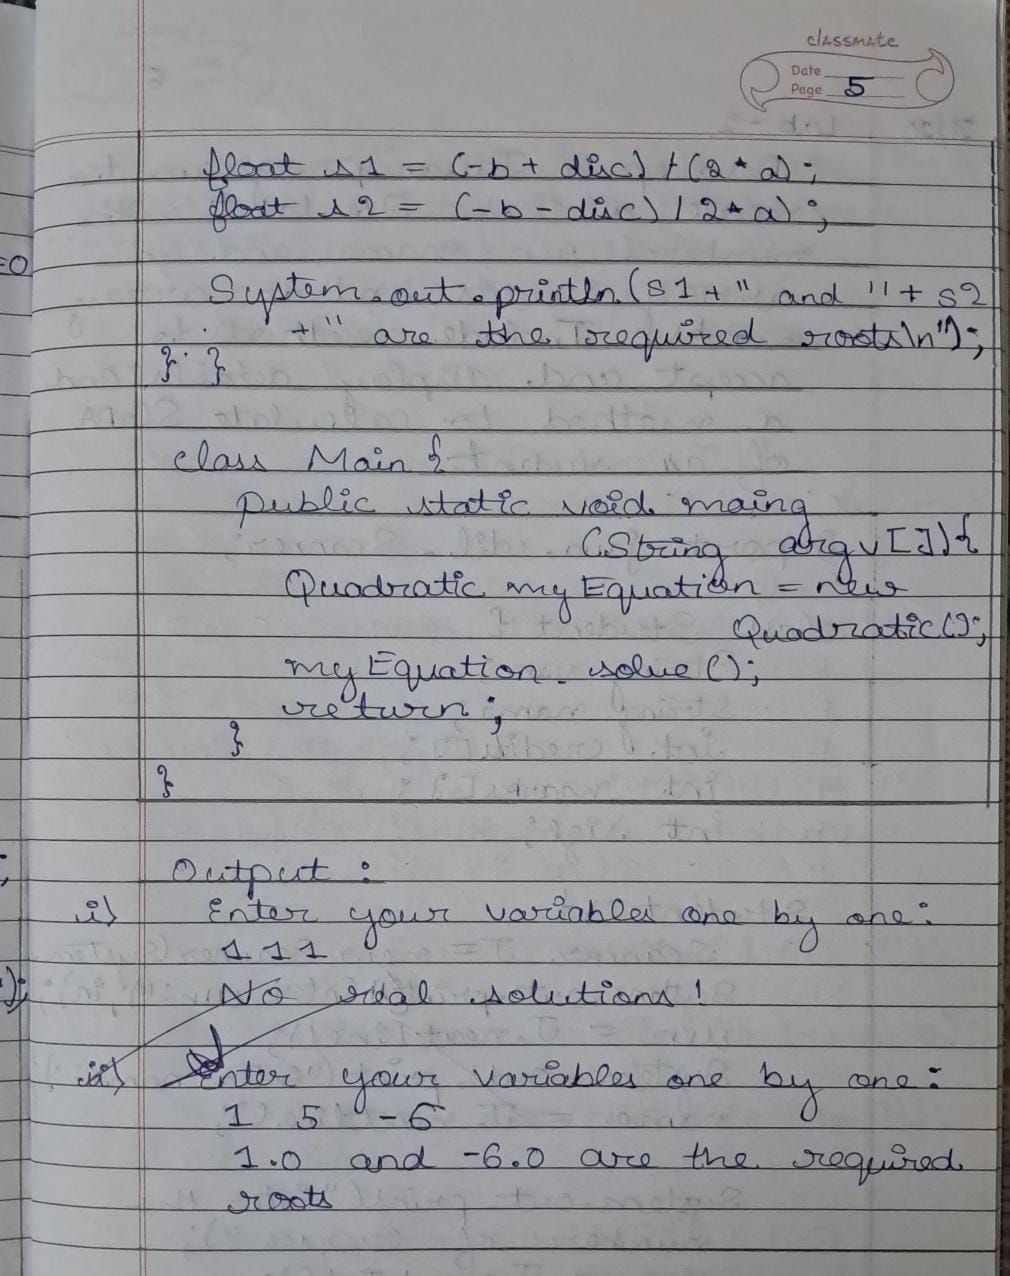 classmate
Date
Page 5
float s1 = (-b + disc) / (2 * a);
float s2 = (-b - disc) / 2 * a);
=0
System.out.println(s1 + " and " + s2
+ " are the required roots\n");
} }
class Main {
public static void maing
(String argv[]){
Quadratic myEquation = new
Quadratic();
myEquation.solve();
return;
}
}
;
Output :
i) Enter your variables one by one:
1 1 1
);
No real solutions!
ii) Enter your variables one by one:
1 5 -6
1.0 and -6.0 are the required
roots